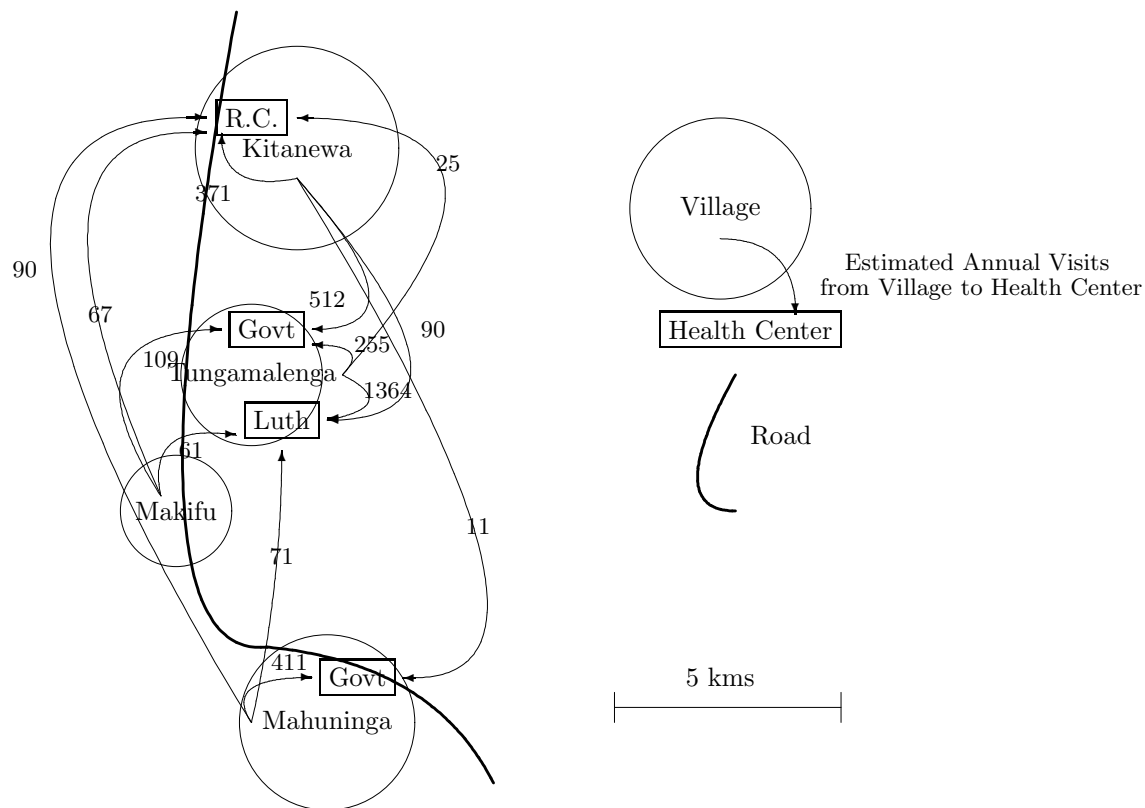 R.C.
Kitanewa
25
371
90
67
512
Govt
90
255
109
Tungamalenga
1364
Luth
61
Makifu
11
71
411
Govt
Mahuninga
Village
Estimated Annual Visits
from Village to Health Center
Health Center
Road
5 kms